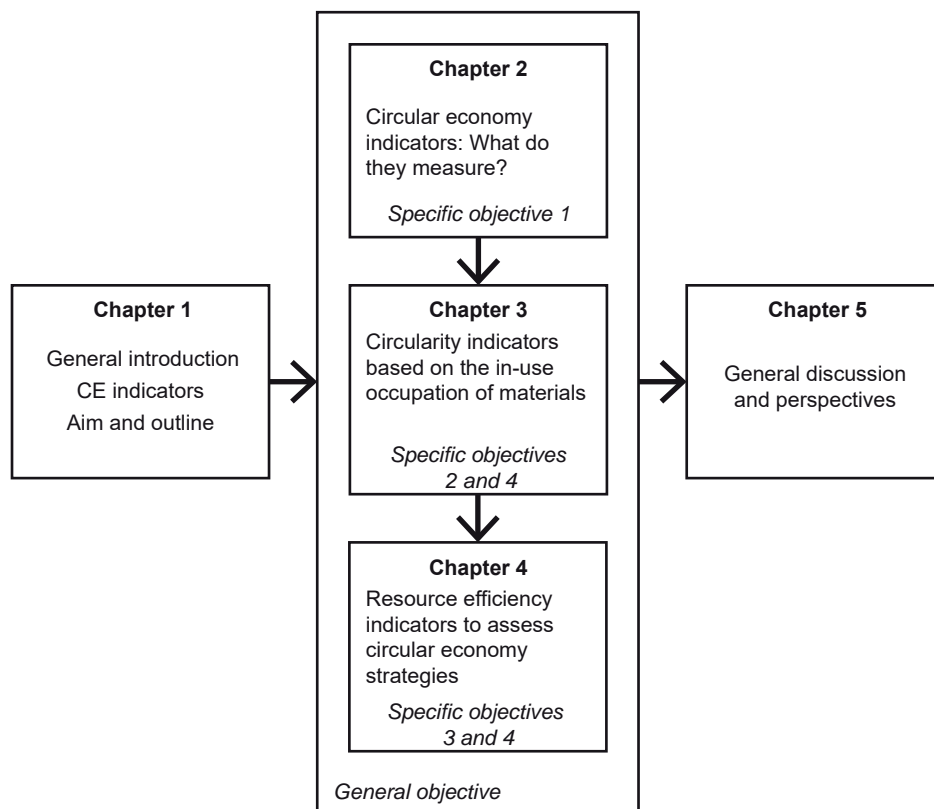 Chapter 1
General introduction
CE indicators
Aim and outline
Chapter 2
Circular economy
indicators: What do
they measure?
Specific objective 1
Chapter 3
Circularity indicators
based on the in-use
occupation of materials
Specific objectives
2 and 4
Chapter 4
Resource efficiency
indicators to assess
circular economy
strategies
Specific objectives
3 and 4
General objective
Chapter 5
General discussion
and perspectives